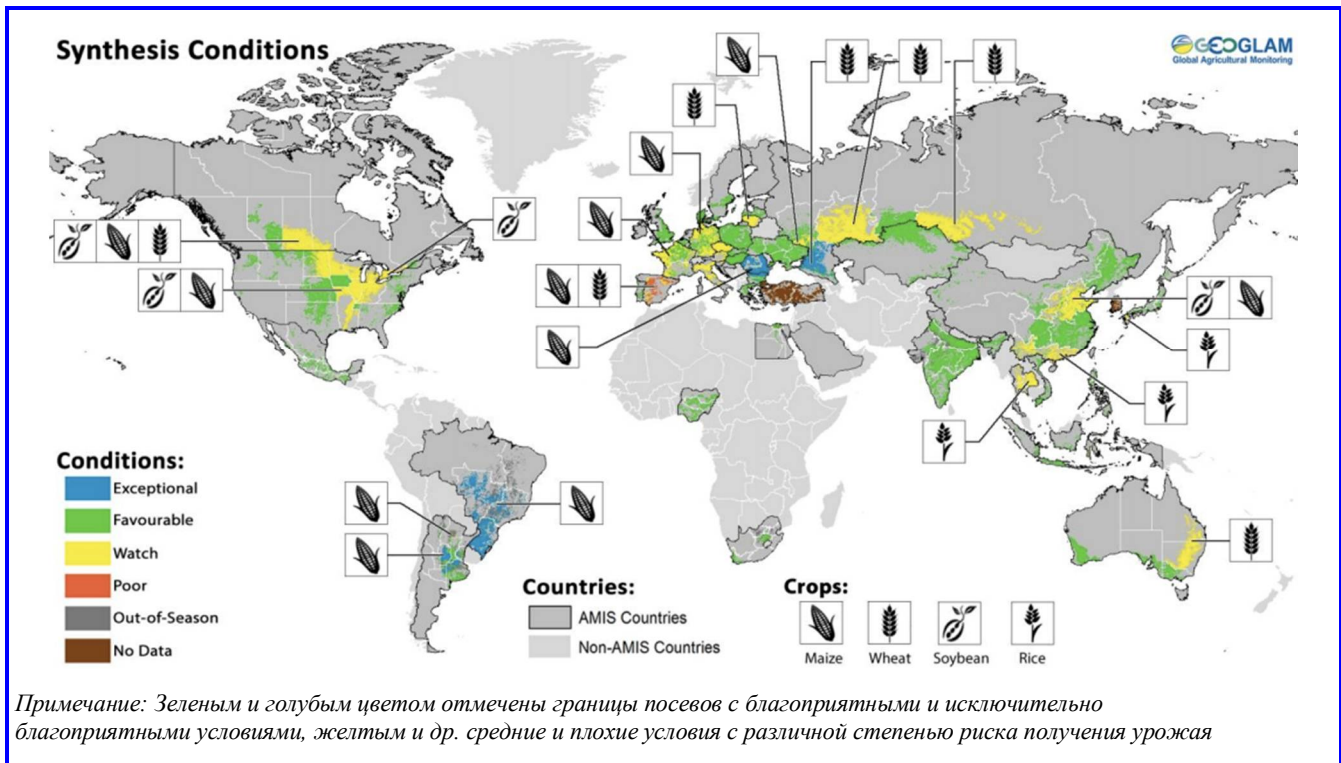 Synthesis Conditions
GEOGLAM
Global Agricultural Monitoring
Conditions:
Exceptional
Favourable
Watch
Poor
Out-of-Season
No Data
Countries:
AMIS Countries
Non-AMIS Countries
Crops:
Maize
Wheat
Soybean
Rice
Примечание: Зеленым и голубым цветом отмечены границы посевов с благоприятными и исключительно
благоприятными условиями, желтым и др. средние и плохие условия с различной степенью риска получения урожая